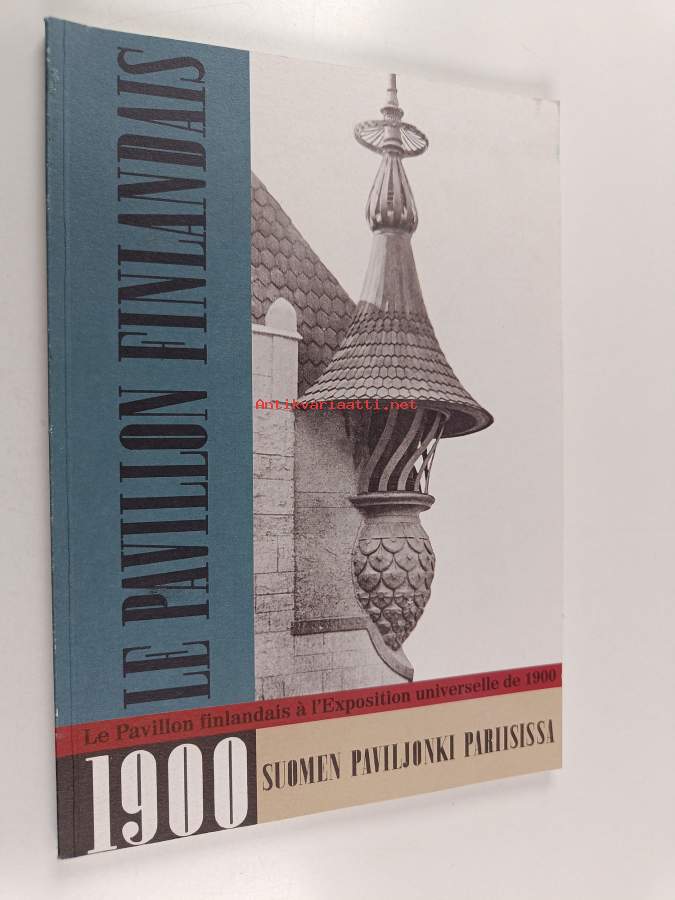 LE PAVILLON FINLANDAIS
Antikvariaatti.net
Le Pavillon finlandais à l'Exposition universelle de 1900
1900
SUOMEN PAVILJONKI PARIISISSA